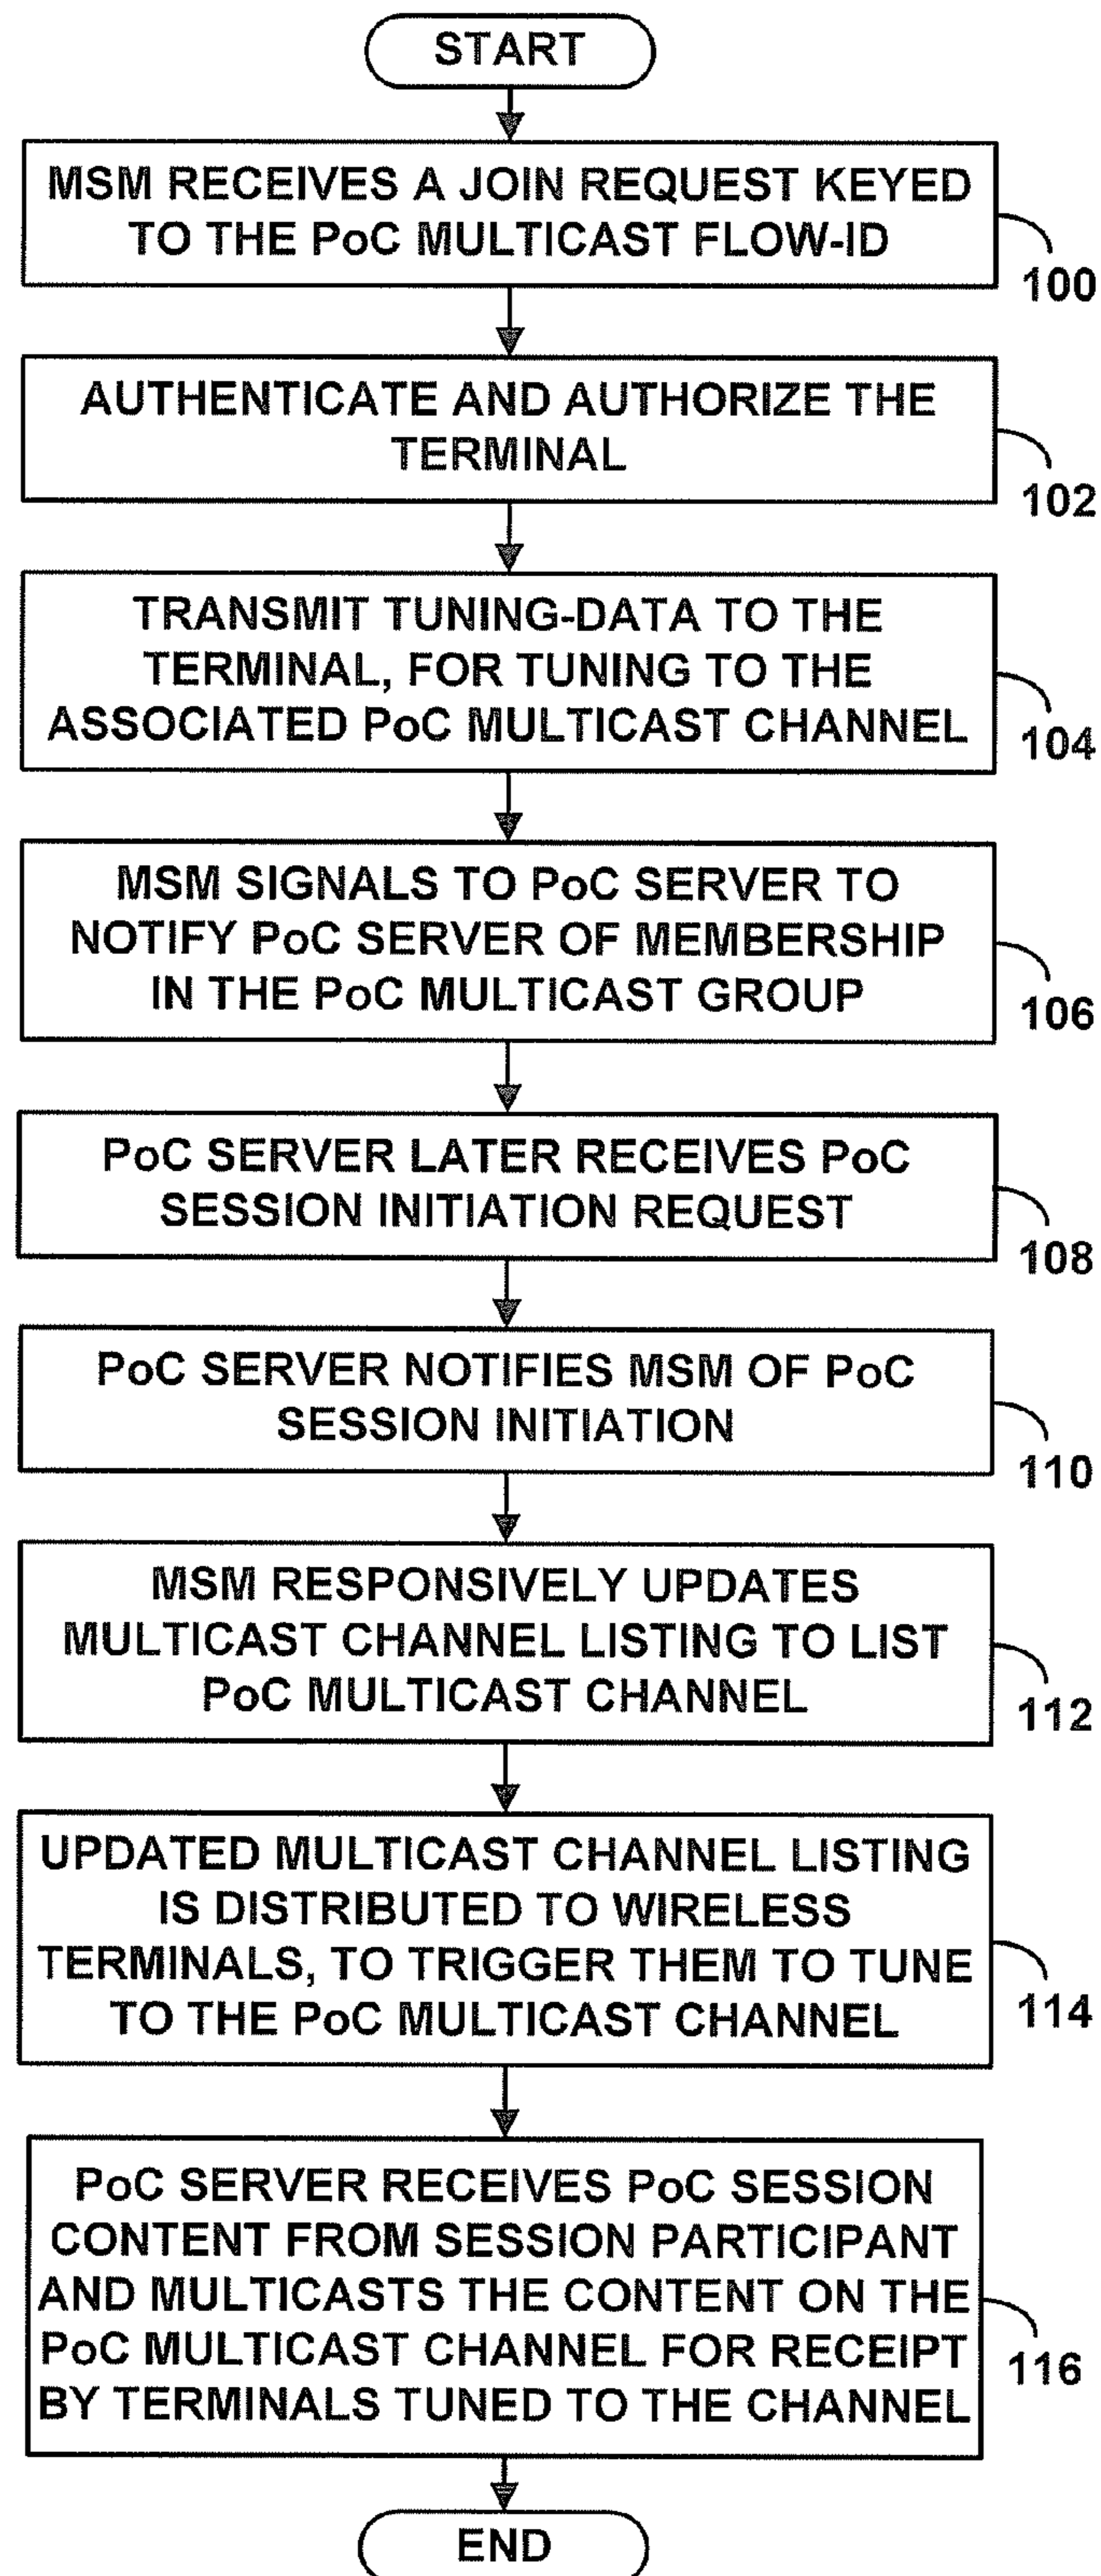 START
MSM RECEIVES A JOIN REQUEST KEYED
TO THE PoC MULTICAST FLOW-ID
100
AUTHENTICATE AND AUTHORIZE THE
TERMINAL
102
TRANSMIT TUNING-DATA TO THE
TERMINAL, FOR TUNING TO THE
ASSOCIATED PoC MULTICAST CHANNEL
104
MSM SIGNALS TO PoC SERVER TO
NOTIFY PoC SERVER OF MEMBERSHIP
IN THE PoC MULTICAST GROUP
106
PoC SERVER LATER RECEIVES PoC
SESSION INITIATION REQUEST
108
PoC SERVER NOTIFIES MSM OF PoC
SESSION INITIATION
110
MSM RESPONSIVELY UPDATES
MULTICAST CHANNEL LISTING TO LIST
PoC MULTICAST CHANNEL
112
UPDATED MULTICAST CHANNEL LISTING
IS DISTRIBUTED TO WIRELESS
TERMINALS, TO TRIGGER THEM TO TUNE
TO THE PoC MULTICAST CHANNEL
114
PoC SERVER RECEIVES PoC SESSION
CONTENT FROM SESSION PARTICIPANT
AND MULTICASTS THE CONTENT ON THE
PoC MULTICAST CHANNEL FOR RECEIPT
BY TERMINALS TUNED TO THE CHANNEL
116
END